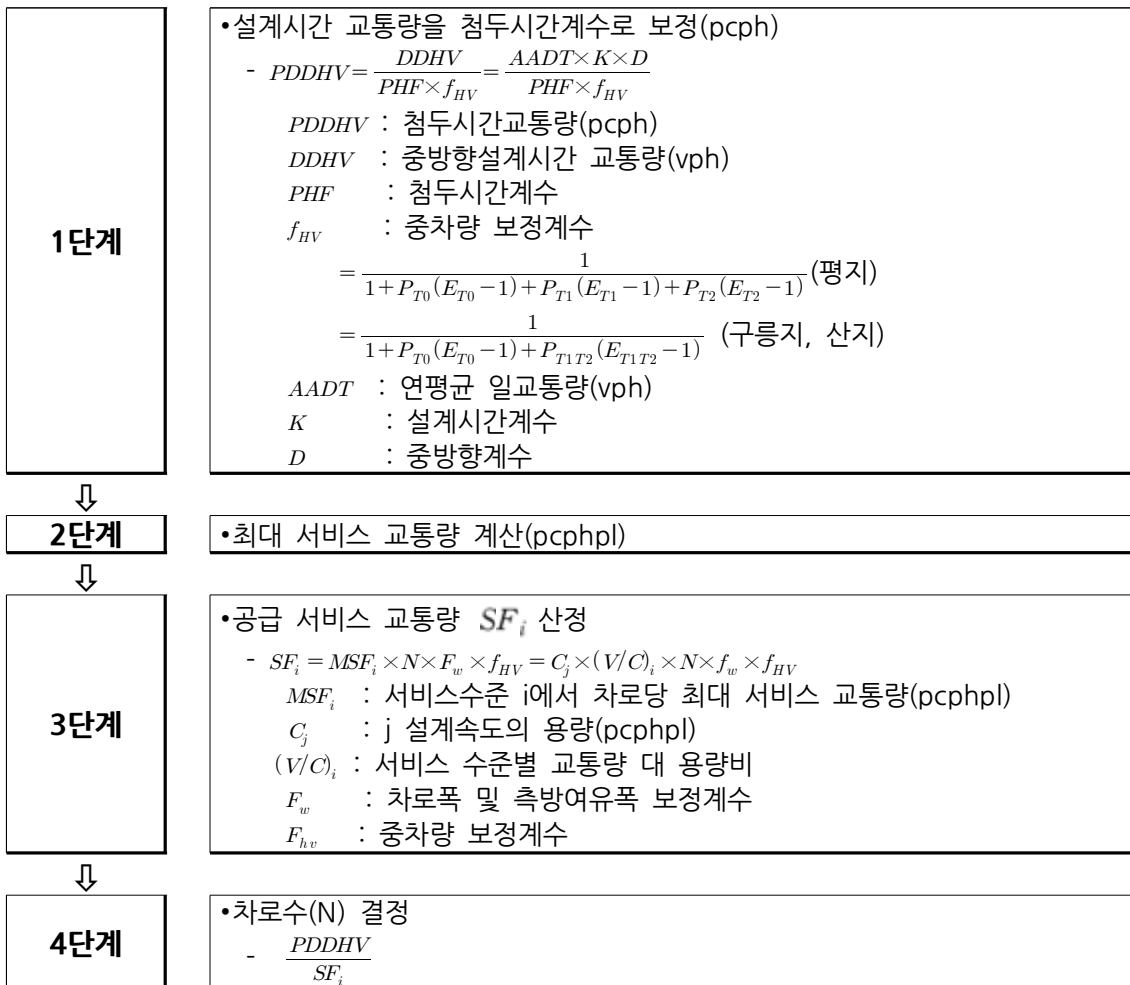 1단계
•설계시간 교통량을 첨두시간계수로 보정(pcph)
- PDDHV = DDHV / (PHF×f_HV) = AADT×K×D / (PHF×f_HV)
PDDHV : 첨두시간교통량(pcph)
DDHV : 중방향설계시간 교통량(vph)
PHF : 첨두시간계수
f_HV : 중차량 보정계수
= 1 / (1+P_T0(E_T0−1)+P_T1(E_T1−1)+P_T2(E_T2−1)) (평지)
= 1 / (1+P_T0(E_T0−1)+P_T1T2(E_T1T2−1)) (구릉지, 산지)
AADT : 연평균 일교통량(vph)
K : 설계시간계수
D : 중방향계수
⇩
2단계
•최대 서비스 교통량 계산(pcphpl)
⇩
3단계
•공급 서비스 교통량 SF_i 산정
- SF_i = MSF_i×N×F_w×f_HV = C_j×(V/C)_i×N×f_w×f_HV
MSF_i : 서비스수준 i에서 차로당 최대 서비스 교통량(pcphpl)
C_j : j 설계속도의 용량(pcphpl)
(V/C)_i : 서비스 수준별 교통량 대 용량비
F_w : 차로폭 및 측방여유폭 보정계수
F_hv : 중차량 보정계수
⇩
4단계
•차로수(N) 결정
- PDDHV / SF_i